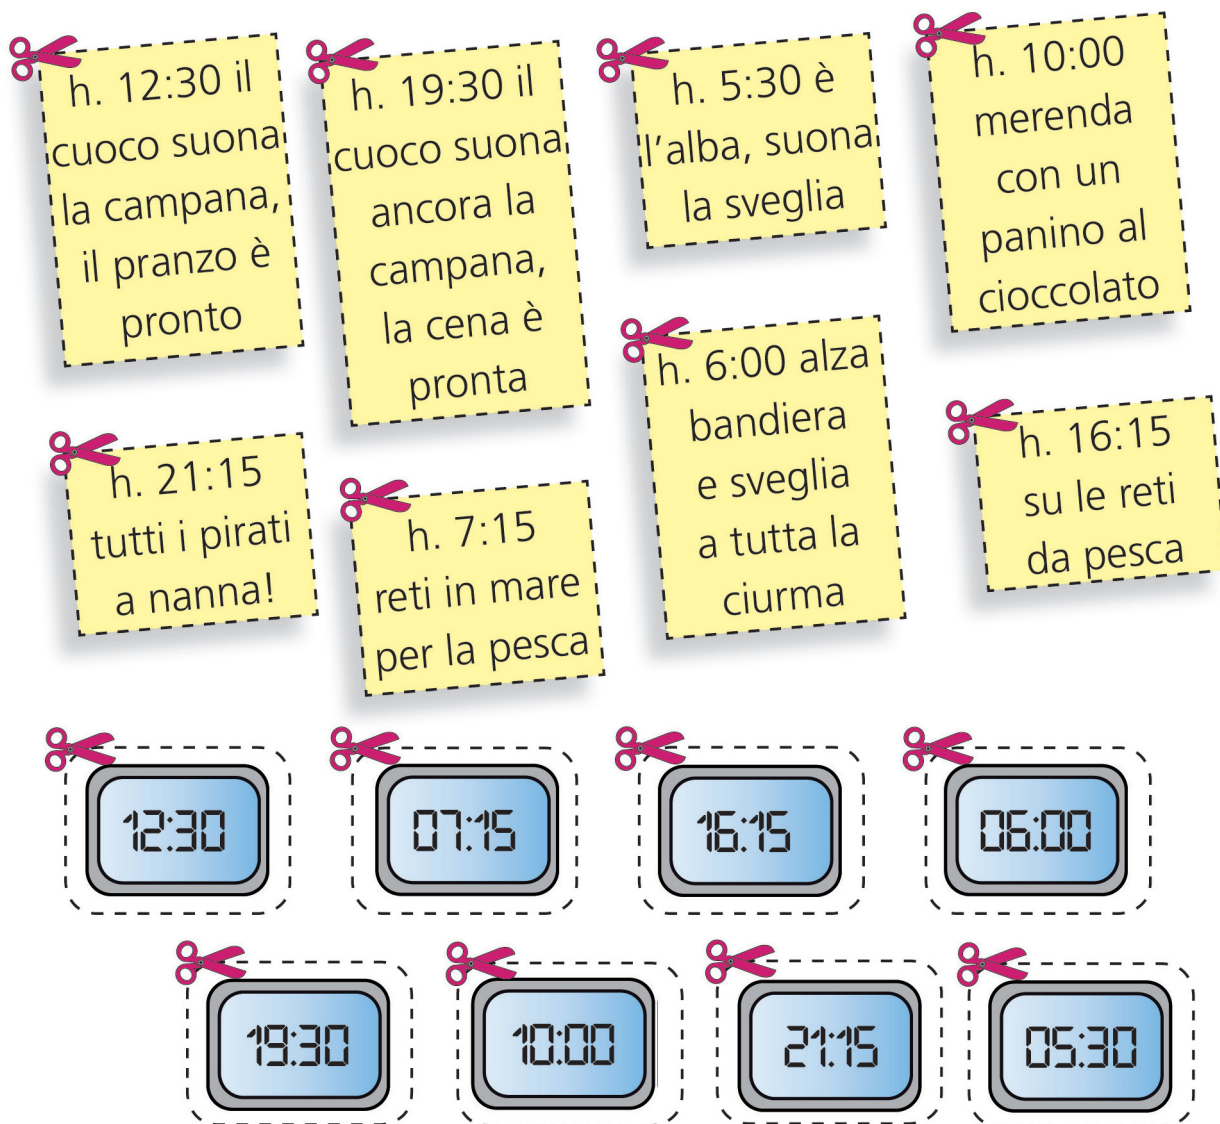 h. 12:30 il
cuoco suona
la campana,
il pranzo è
pronto
h. 19:30 il
cuoco suona
ancora la
campana,
la cena è
pronta
h. 5:30 è
l'alba, suona
la sveglia
h. 10:00
merenda
con un
panino al
cioccolato
h. 21:15
tutti i pirati
a nanna!
h. 7:15
reti in mare
per la pesca
h. 6:00 alza
bandiera
e sveglia
a tutta la
ciurma
h. 16:15
su le reti
da pesca
12:30
07:15
16:15
06:00
19:30
10:00
21:15
05:30